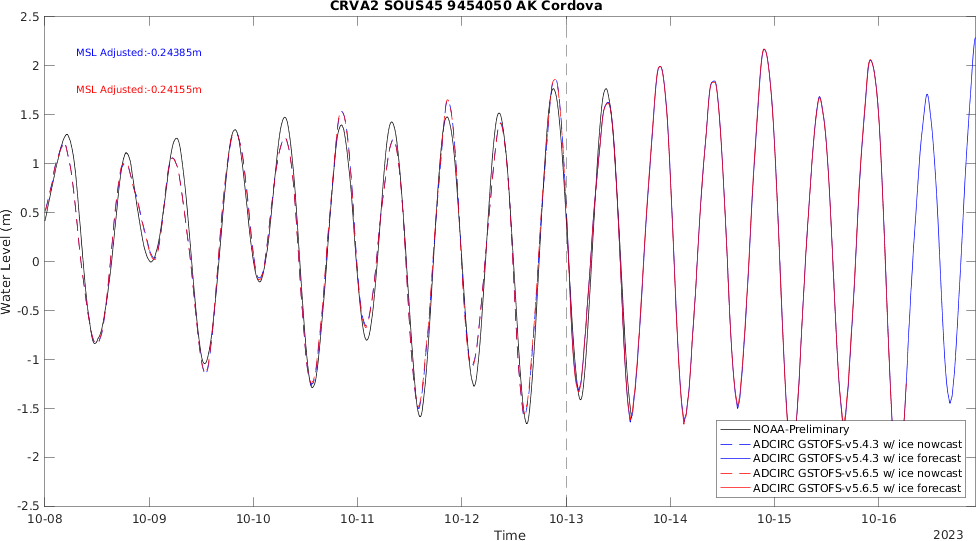 CRVA2 SOUS45 9454050 AK Cordova
2.5
MSL Adjusted:-0.24385m
2
MSL Adjusted:-0.24155m
1.5
1
0.5
0
-0.5
-1
-1.5
-2
-2.5
Water Level (m)
NOAA-Preliminary
ADCIRC GSTOFS-v5.4.3 w/ ice nowcast
ADCIRC GSTOFS-v5.4.3 w/ ice forecast
ADCIRC GSTOFS-v5.6.5 w/ ice nowcast
ADCIRC GSTOFS-v5.6.5 w/ ice forecast
10-08 10-09 10-10 10-11 10-12 10-13 10-14 10-15 10-16
Time
2023